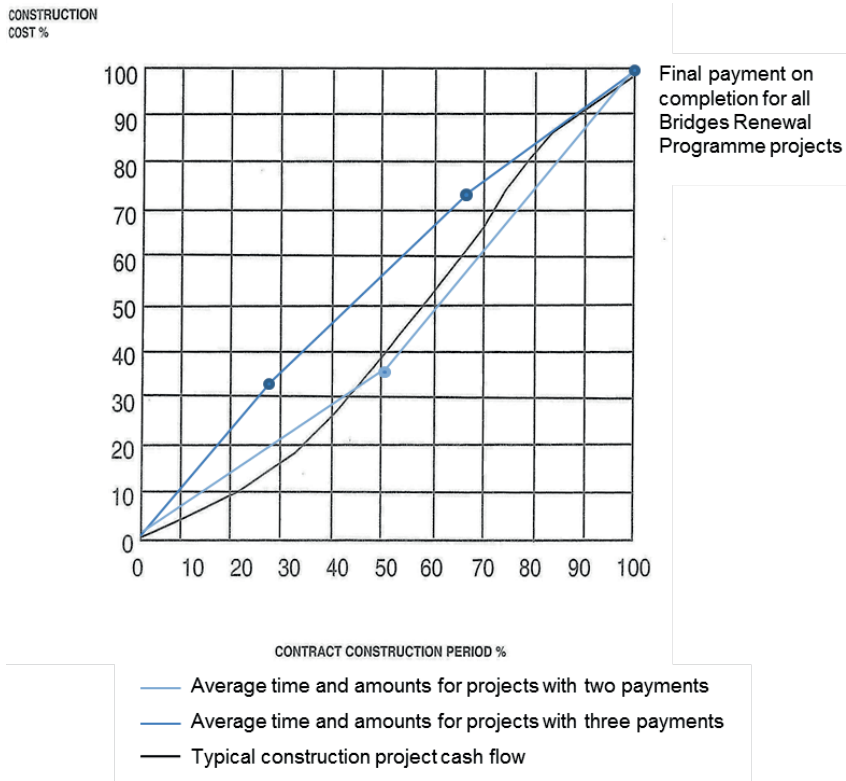 CONSTRUCTION
COST %
100
90
80
70
60
50
40
30
20
10
0
0 10 20 30 40 50 60 70 80 90 100
Final payment on
completion for all
Bridges Renewal
Programme projects
CONTRACT CONSTRUCTION PERIOD %
Average time and amounts for projects with two payments
Average time and amounts for projects with three payments
Typical construction project cash flow